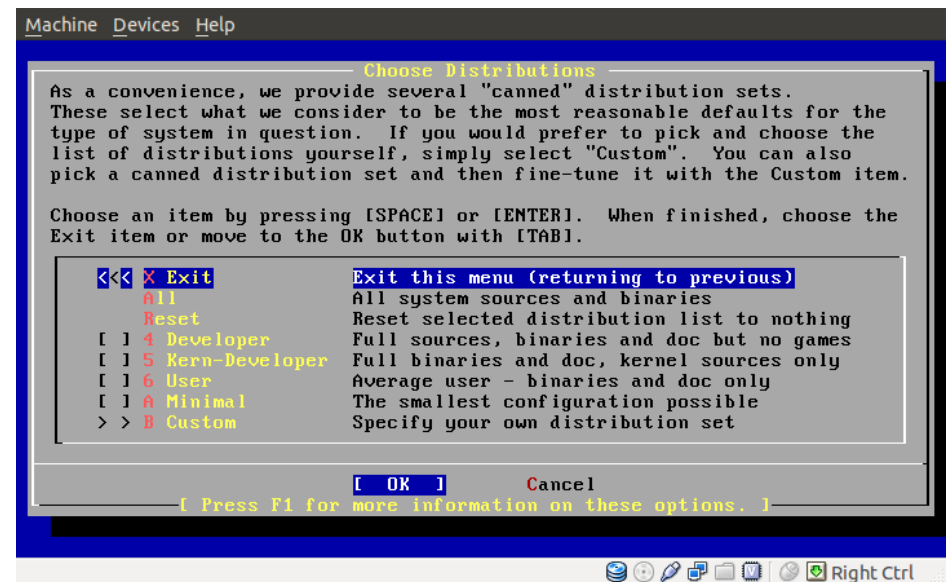 Machine Devices Help
Choose Distributions
As a convenience, we provide several "canned" distribution sets.
These select what we consider to be the most reasonable defaults for the
type of system in question.  If you would prefer to pick and choose the
list of distributions yourself, simply select "Custom".  You can also
pick a canned distribution set and then fine-tune it with the Custom item.
Choose an item by pressing [SPACE] or [ENTER].  When finished, choose the
Exit item or move to the OK button with [TAB].
<<< X Exit Exit this menu (returning to previous)
All All system sources and binaries
Reset Reset selected distribution list to nothing
[ ] 4 Developer Full sources, binaries and doc but no games
[ ] 5 Kern-Developer Full binaries and doc, kernel sources only
[ ] 6 User Average user - binaries and doc only
[ ] A Minimal The smallest configuration possible
> > B Custom Specify your own distribution set
[ OK ] Cancel
[ Press F1 for more information on these options. ]
Right Ctrl